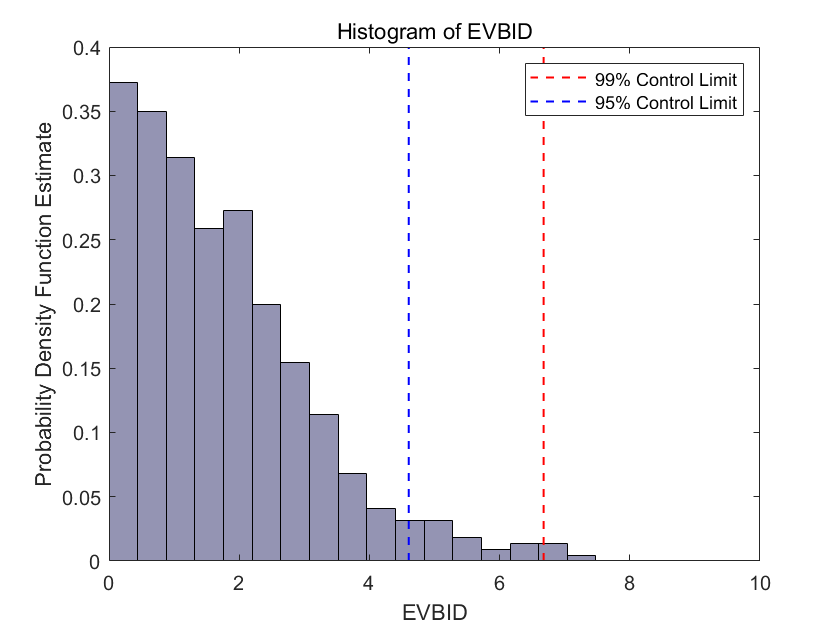 Histogram of EVBID
0.4
0.35
0.3
0.25
0.2
0.15
0.1
0.05
0
Probability Density Function Estimate
99% Control Limit
95% Control Limit
0 2 4 6 8 10
EVBID